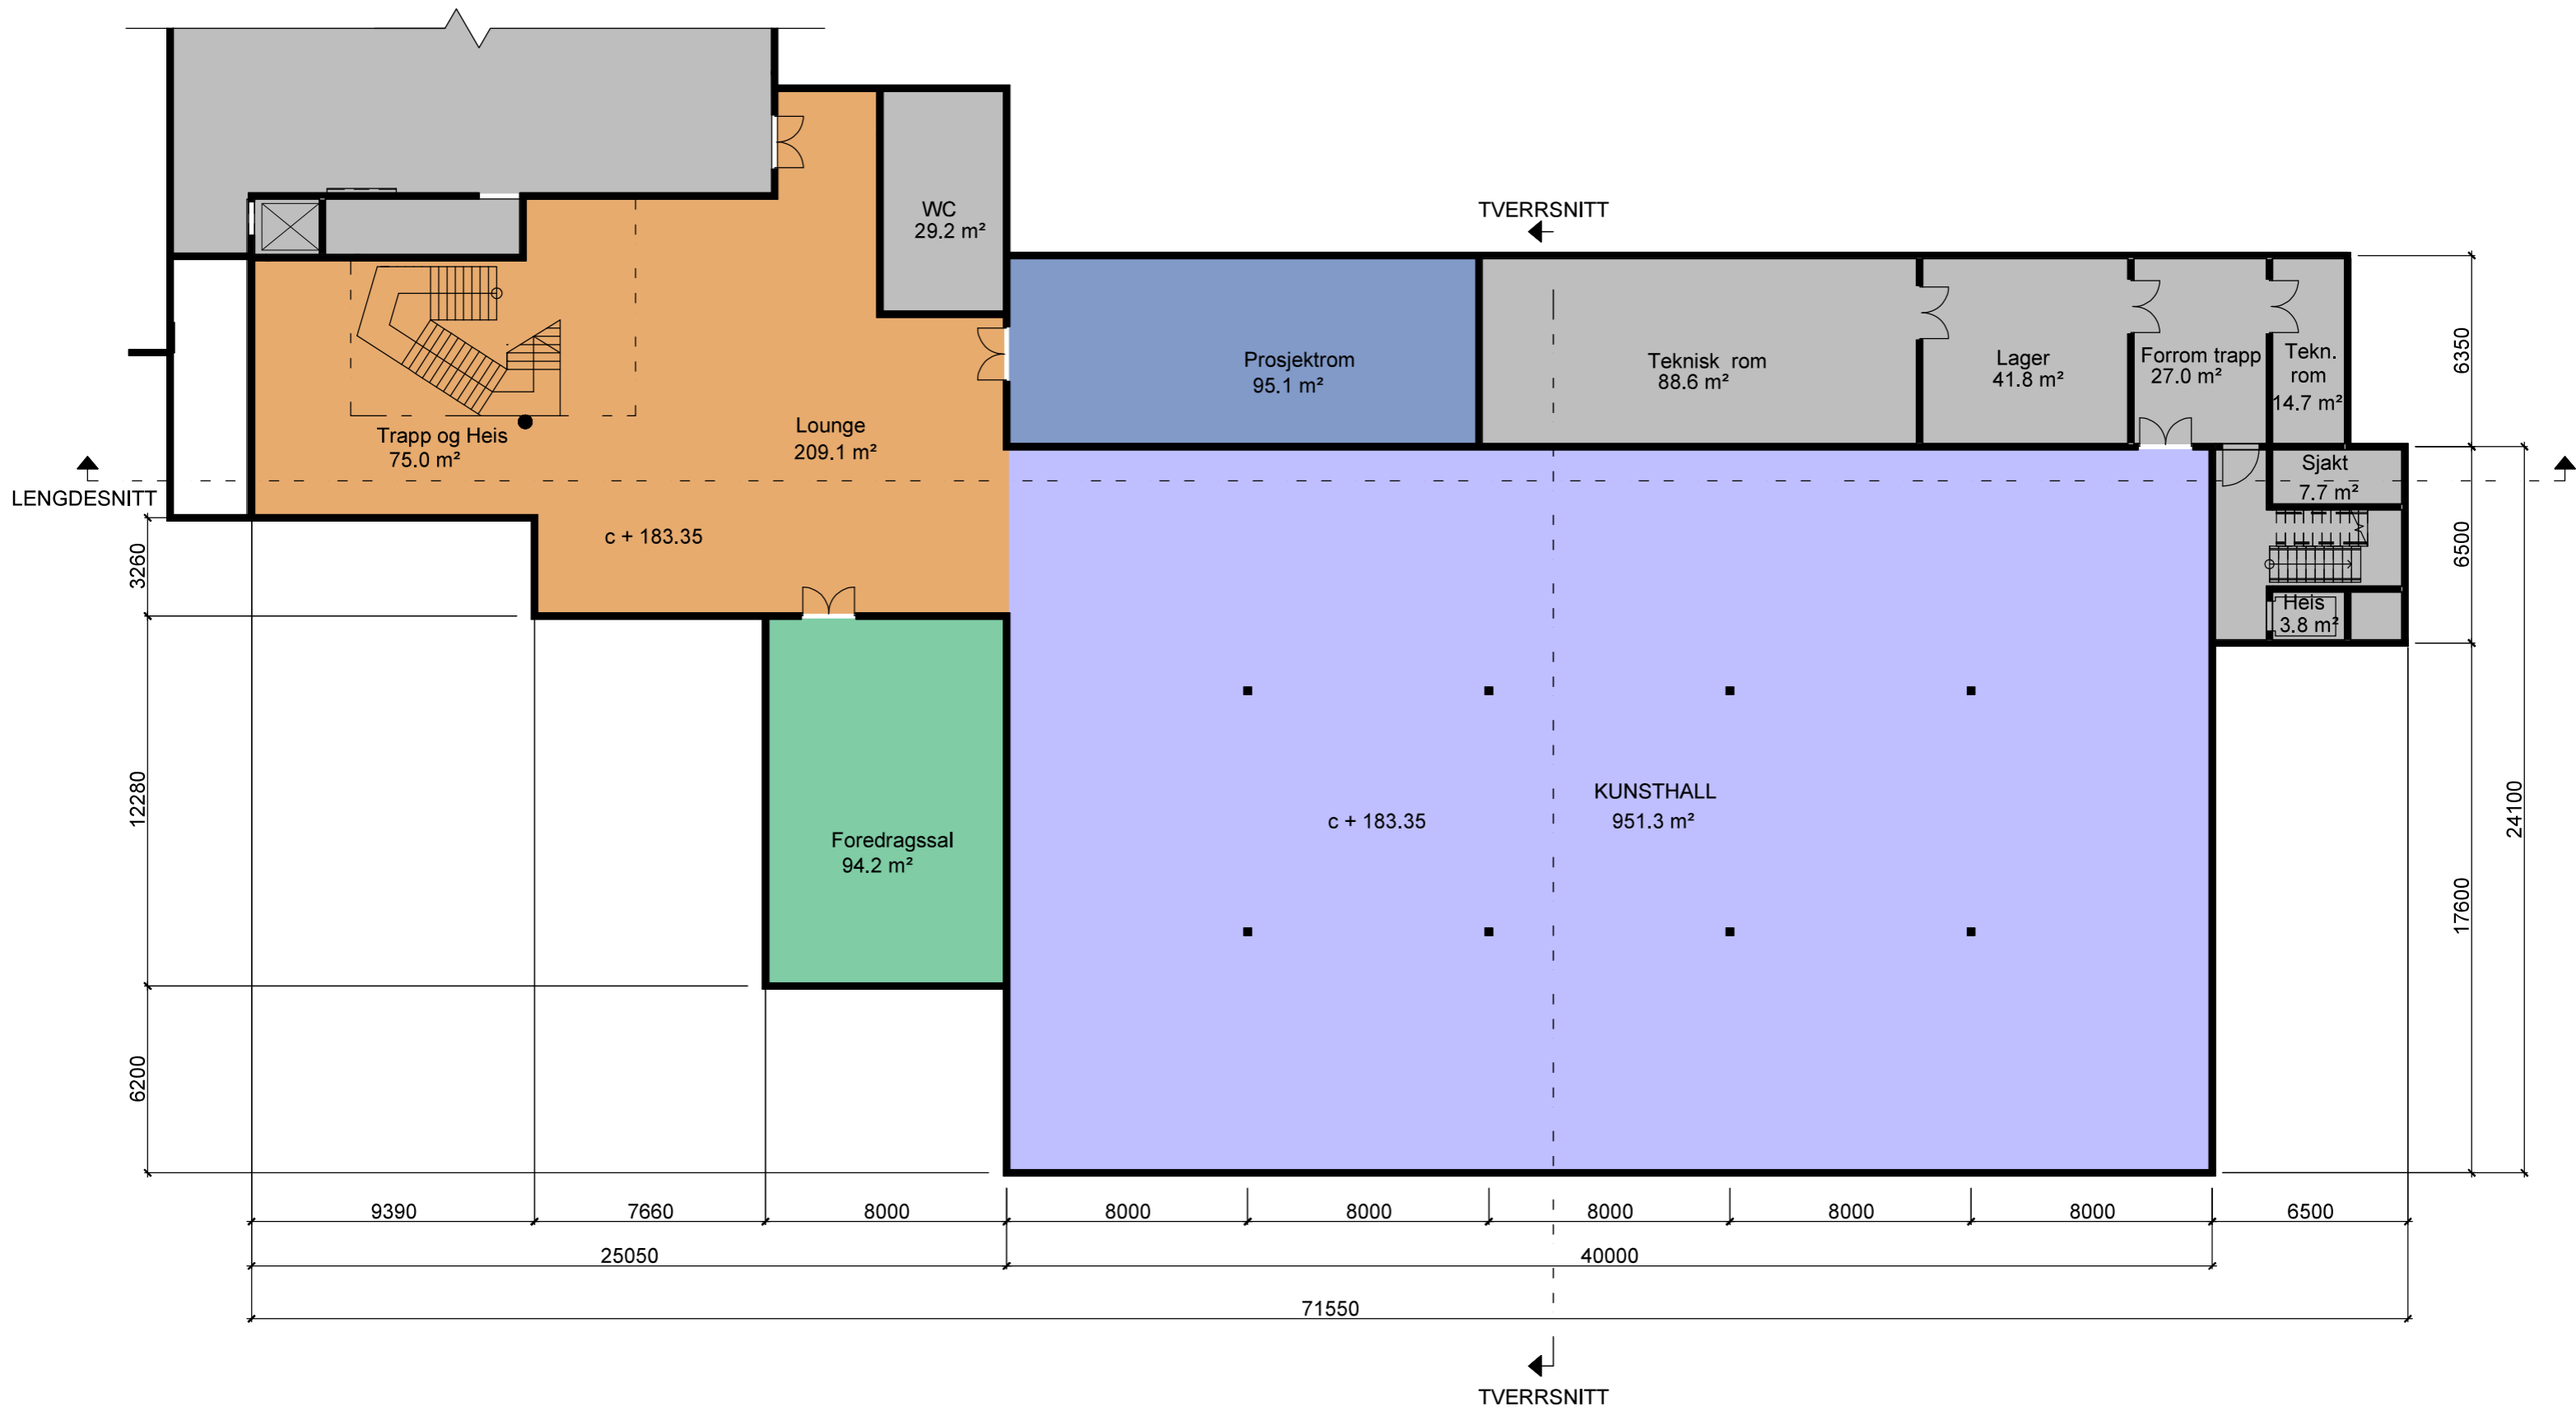 WC
29.2 m²
TVERRSNITT
Prosjektrom
95.1 m²
Teknisk rom
88.6 m²
Lager
41.8 m²
Forrom trapp
27.0 m²
Tekn.
rom
14.7 m²
6350
Trapp og Heis
75.0 m²
Lounge
209.1 m²
LENGDESNITT
Sjakt
7.7 m²
c + 183.35
3260
6500
Heis
3.8 m²
12280
KUNSTHALL
951.3 m²
c + 183.35
24100
Foredragssal
94.2 m²
17600
6200
9390
7660
8000
8000
8000
8000
8000
8000
6500
25050
40000
71550
TVERRSNITT